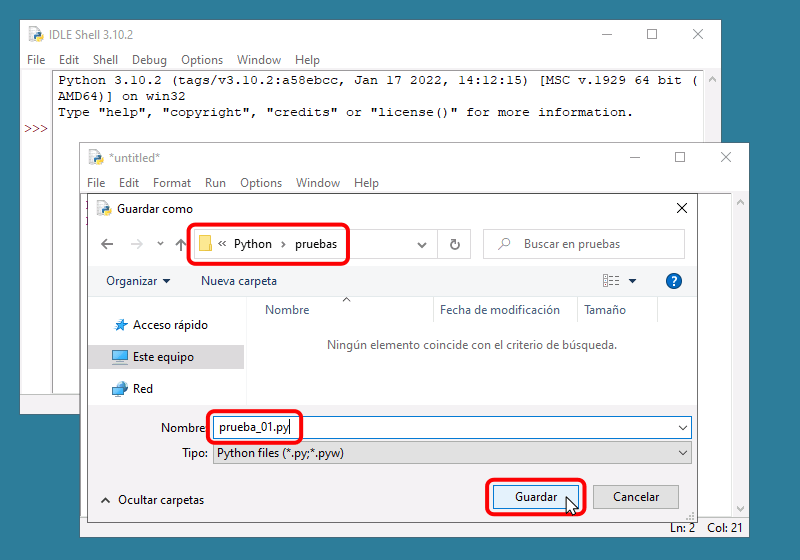 IDLE Shell 3.10.2
File Edit Shell Debug Options Window Help
Python 3.10.2 (tags/v3.10.2:a58ebcc, Jan 17 2022, 14:12:15) [MSC v.1929 64 bit (
AMD64)] on win32
Type "help", "copyright", "credits" or "license()" for more information.
>>>
*untitled*
File Edit Format Run Options Window Help
Guardar como
« Python › pruebas
Buscar en pruebas
Organizar Nueva carpeta
Nombre Fecha de modificación Tamaño
Ningún elemento coincide con el criterio de búsqueda.
Acceso rápido
Este equipo
Red
Nombre: prueba_01.py
Tipo: Python files (*.py;*.pyw)
Ocultar carpetas Guardar Cancelar
Ln: 2 Col: 21